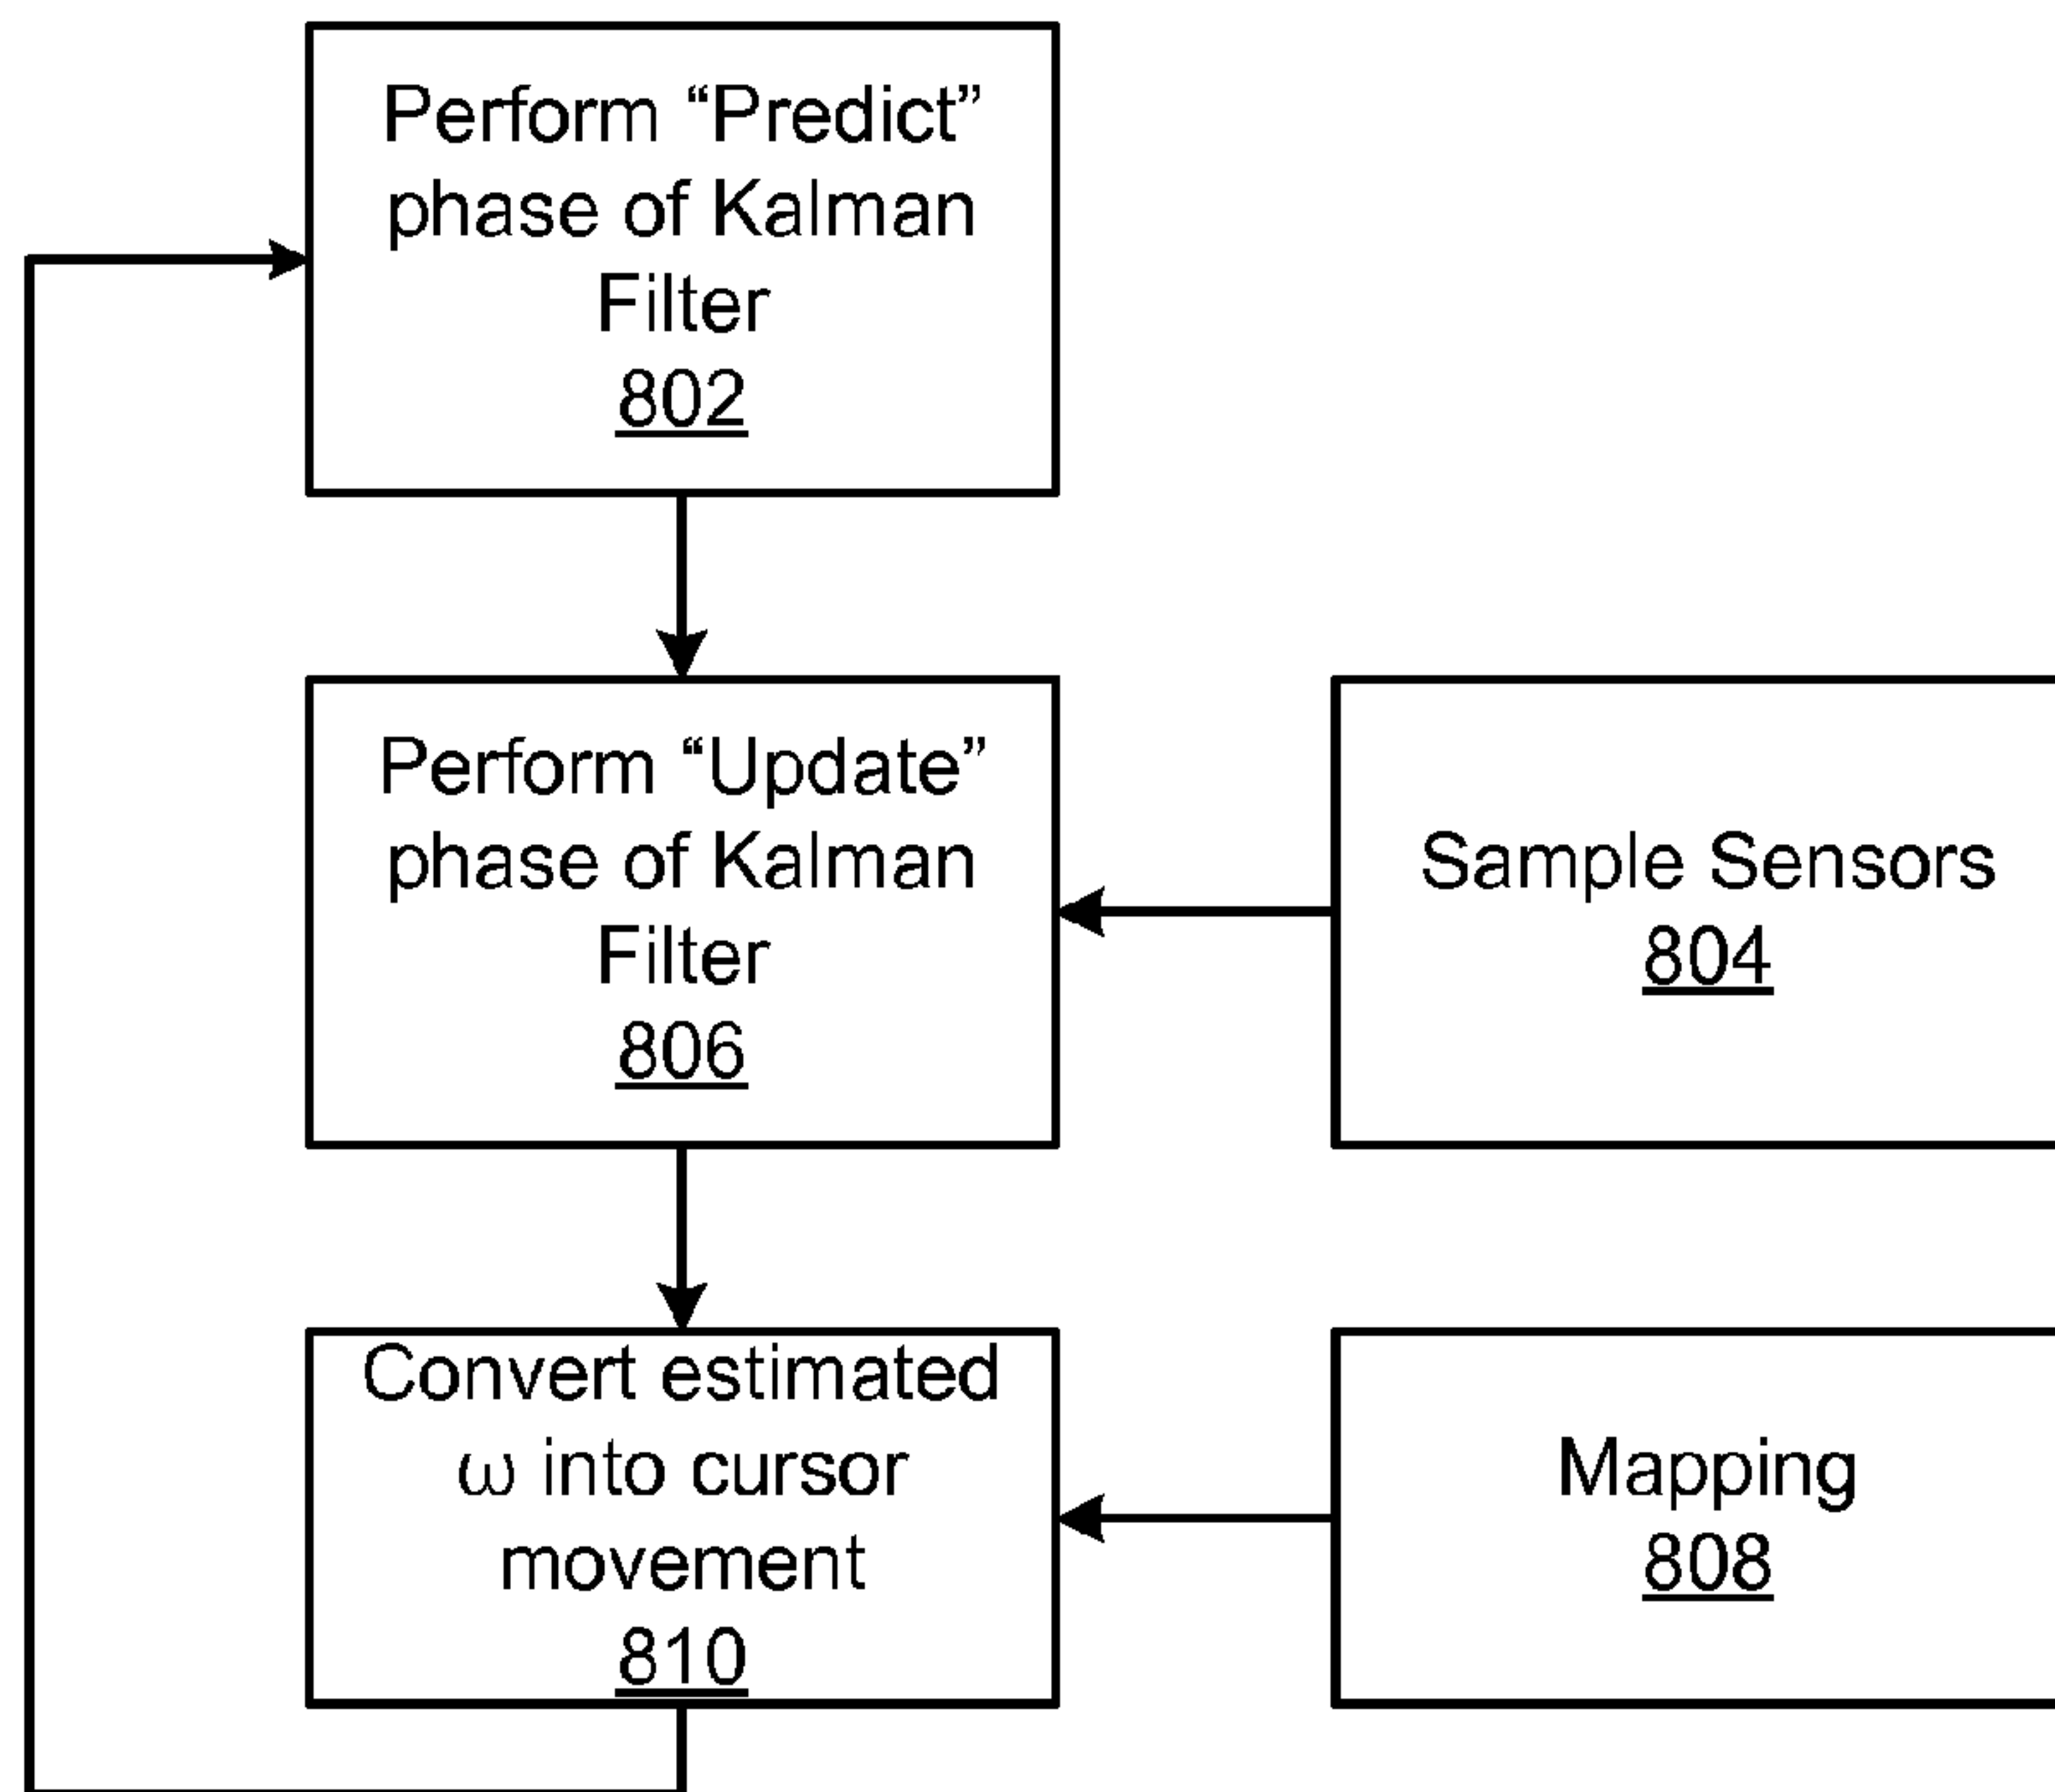 Perform “Predict”
phase of Kalman
Filter
802
Perform “Update”
phase of Kalman
Filter
806
Sample Sensors
804
Convert estimated
ω into cursor
movement
810
Mapping
808